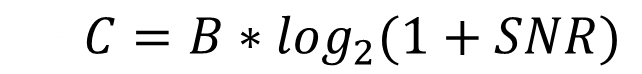 C = B * log₂(1 + SNR)